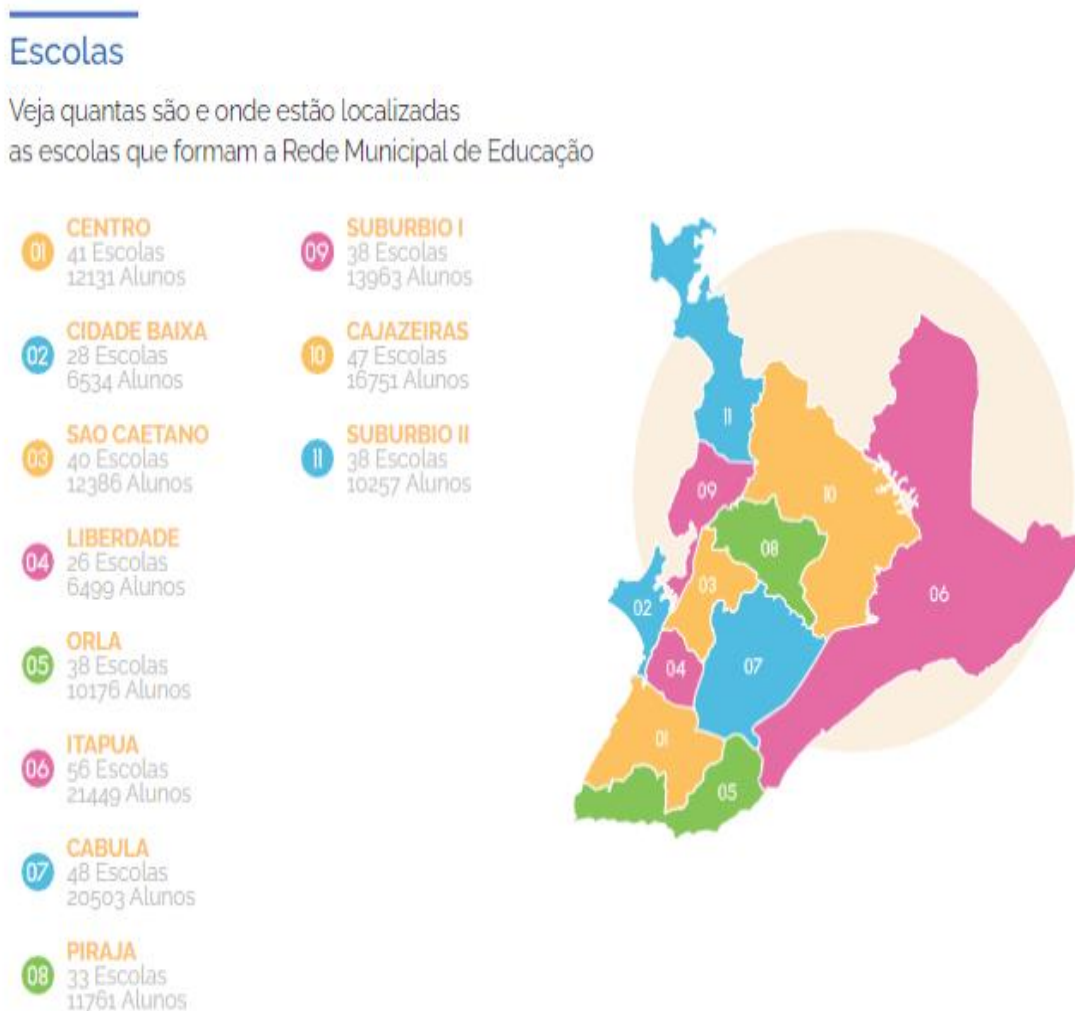 Escolas
Veja quantas são e onde estão localizadas
as escolas que formam a Rede Municipal de Educação
01
CENTRO
41 Escolas
12131 Alunos
02
CIDADE BAIXA
28 Escolas
6534 Alunos
03
SAO CAETANO
40 Escolas
12386 Alunos
04
LIBERDADE
26 Escolas
6499 Alunos
05
ORLA
38 Escolas
10176 Alunos
06
ITAPUA
56 Escolas
21449 Alunos
07
CABULA
48 Escolas
20503 Alunos
08
PIRAJA
33 Escolas
11761 Alunos
09
SUBURBIO I
38 Escolas
13963 Alunos
10
CAJAZEIRAS
47 Escolas
16751 Alunos
11
SUBURBIO II
38 Escolas
10257 Alunos
11
09
10
08
03
02
06
04
07
01
05